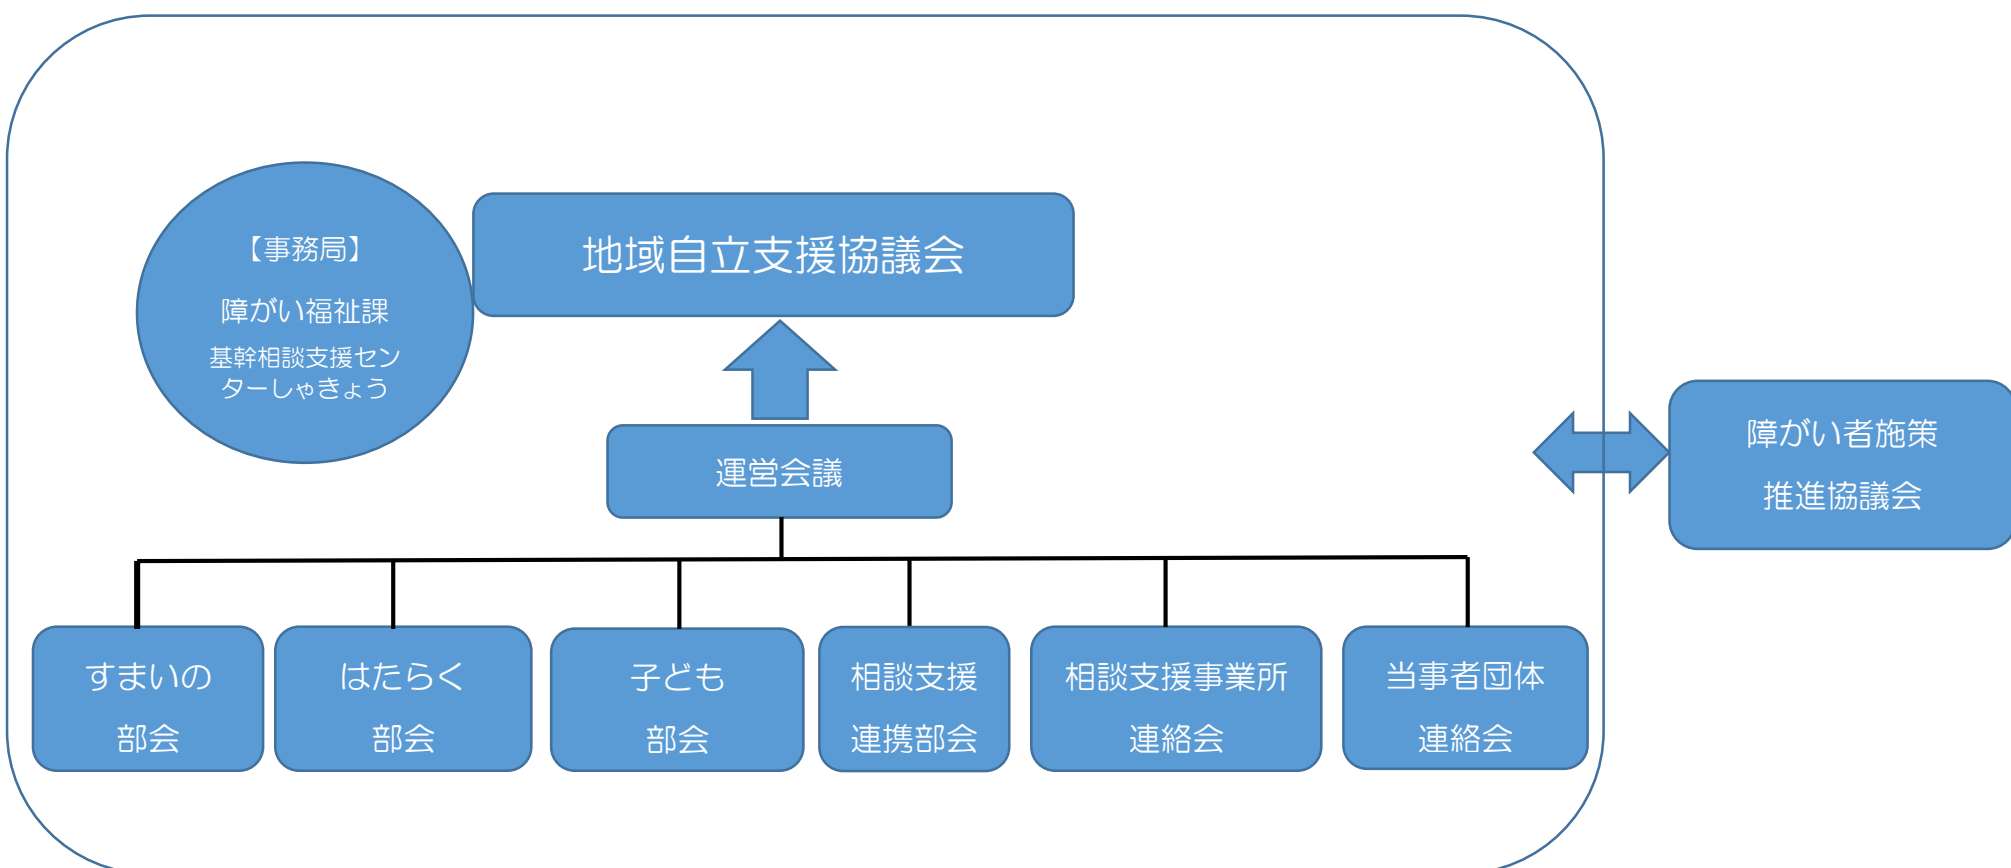 【事務局】
障がい福祉課
基幹相談支援セン
ターしゃきょう
地域自立支援協議会
運営会議
障がい者施策
推進協議会
すまいの
部会
はたらく
部会
子ども
部会
相談支援
連携部会
相談支援事業所
連絡会
当事者団体
連絡会